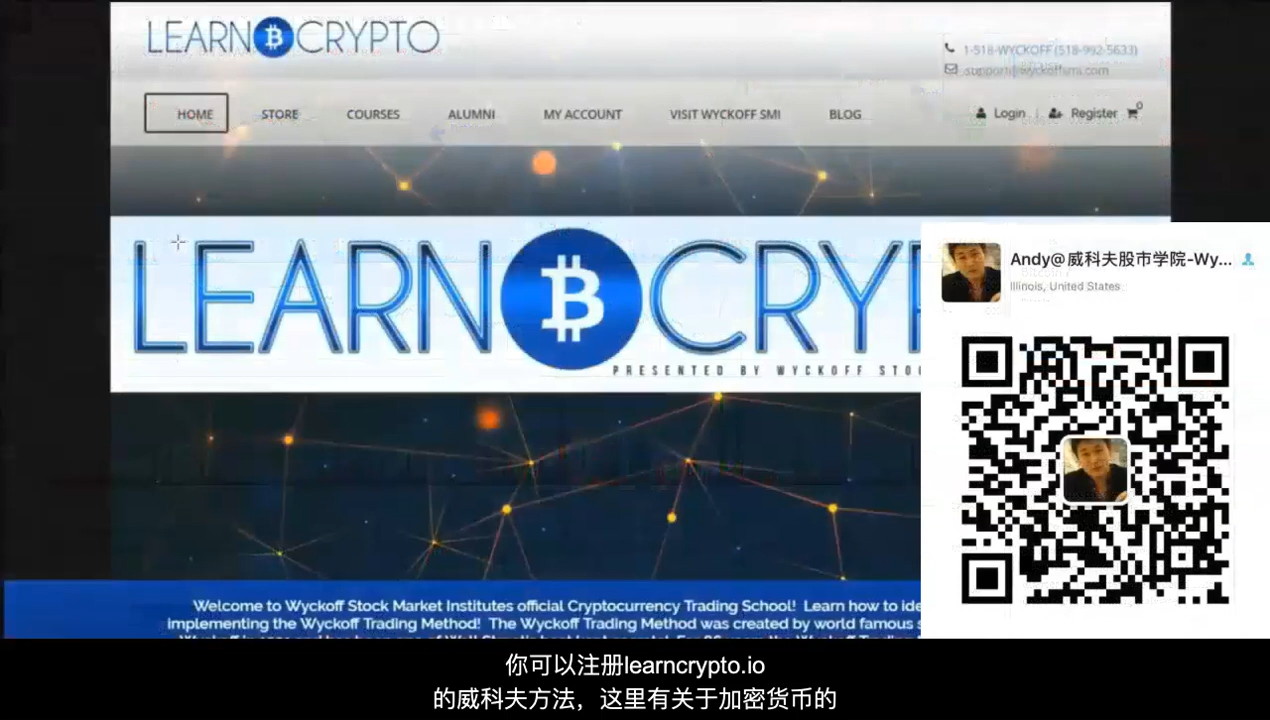 LEARN CRYPTO
1-518-WYCKOFF (518-992-5633)
support@wyckoffsmi.com
HOME STORE COURSES ALUMNI MY ACCOUNT VISIT WYCKOFF SMI BLOG Login | Register 0
LEARN CRYP
PRESENTED BY WYCKOFF STOC
Andy@威科夫股市学院-Wy...
Illinois, United States
Welcome to Wyckoff Stock Market Institutes official Cryptocurrency Trading School! Learn how to ide
implementing the Wyckoff Trading Method! The Wyckoff Trading Method was created by world famous s
你可以注册learncrypto.io
的威科夫方法，这里有关于加密货币的